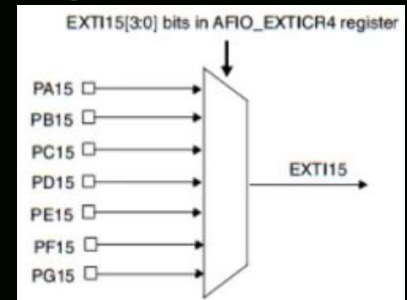 EXTI15[3:0] bits in AFIO_EXTICR4 register
PA15
PB15
PC15
PD15
PE15
PF15
PG15
EXTI15